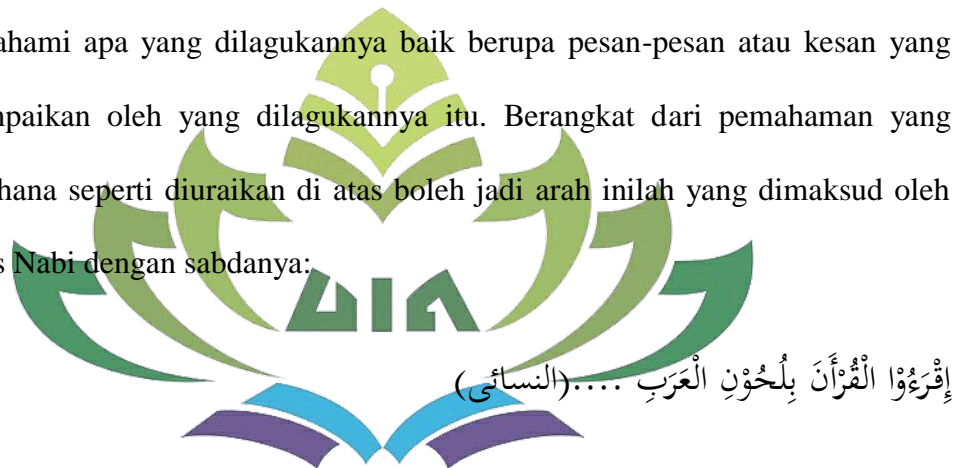 ahami apa yang dilagukannya baik berupa pesan-pesan atau kesan yang
npaikan oleh yang dilagukannya itu. Berangkat dari pemahaman yang
hana seperti diuraikan di atas boleh jadi arah inilah yang dimaksud oleh
s Nabi dengan sabdanya:
UIN
إِقْرَءُوْا الْقُرْأَنَ بِلُحُوْنِ الْعَرَبِ ....(النسائى)